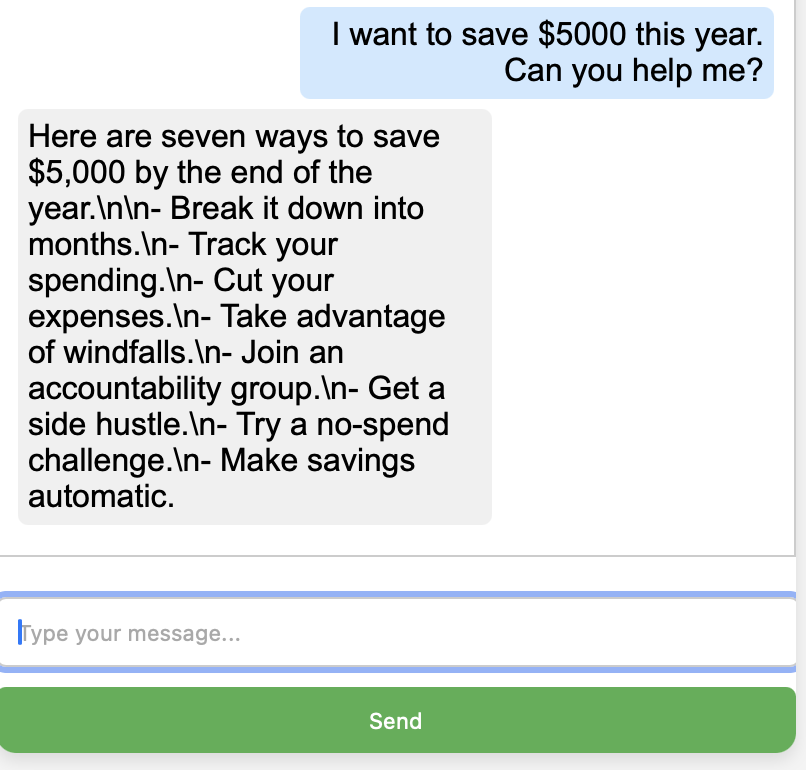 I want to save $5000 this year.
Can you help me?
Here are seven ways to save
$5,000 by the end of the
year.\n\n- Break it down into
months.\n- Track your
spending.\n- Cut your
expenses.\n- Take advantage
of windfalls.\n- Join an
accountability group.\n- Get a
side hustle.\n- Try a no-spend
challenge.\n- Make savings
automatic.
Type your message...
Send